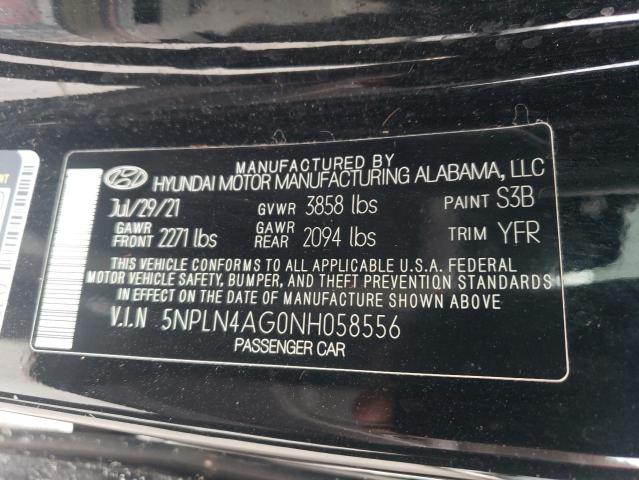 MANUFACTURED BY
HYUNDAI MOTOR MANUFACTURING ALABAMA, LLC
Jul/29/21 GVWR 3858 lbs PAINT S3B
GAWR FRONT 2271 lbs GAWR REAR 2094 lbs TRIM YFR
THIS VEHICLE CONFORMS TO ALL APPLICABLE U.S.A. FEDERAL
MOTOR VEHICLE SAFETY, BUMPER, AND THEFT PREVENTION STANDARDS
IN EFFECT ON THE DATE OF MANUFACTURE SHOWN ABOVE
V.I.N 5NPLN4AG0NH058556
PASSENGER CAR